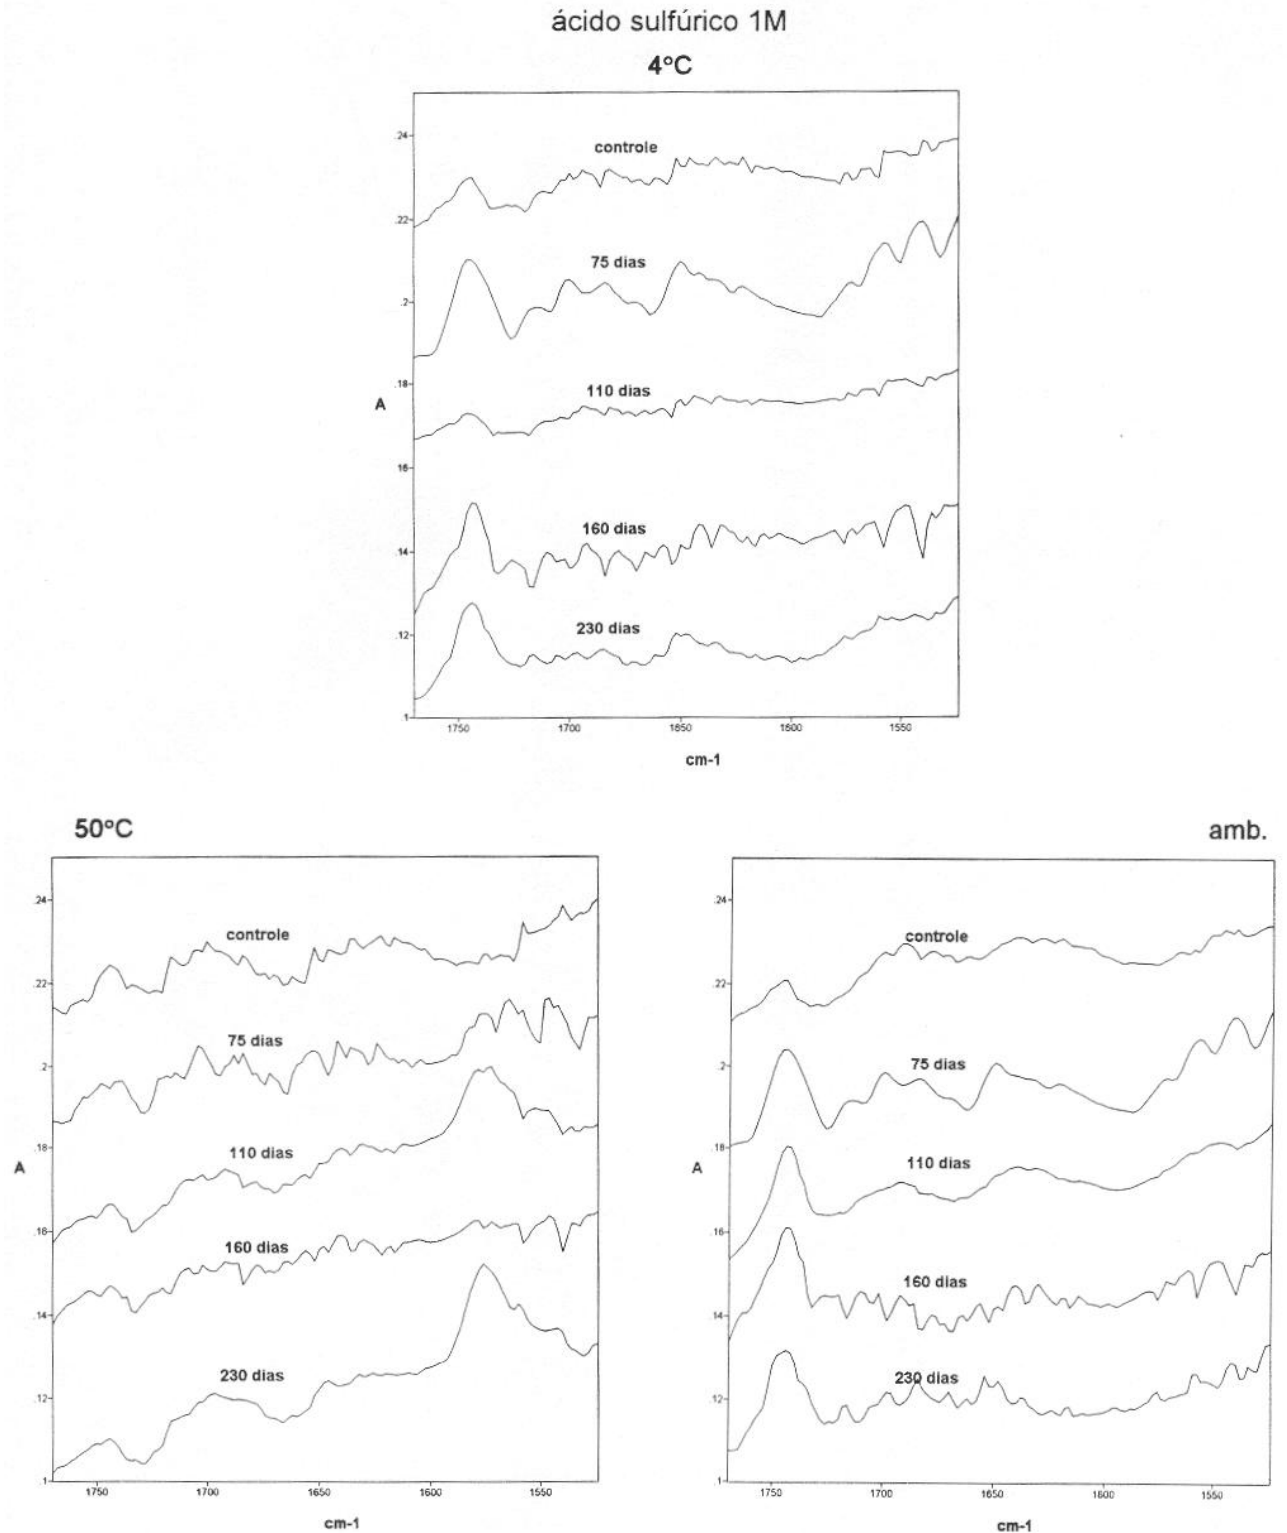 ácido sulfúrico 1M
4°C
.24
controle
.22
75 dias
.2
.18
110 dias
A
.16
160 dias
.14
230 dias
.12
.1
1750 1700 1650 1600 1550
cm-1
50°C
.24
controle
.22
75 dias
.2
110 dias
.18
A
160 dias
.16
.14
230 dias
.12
.1
1750 1700 1650 1600 1550
cm-1
amb.
.24
controle
.22
75 dias
.2
.18
110 dias
A
.16
160 dias
.14
230 dias
.12
.1
1750 1700 1650 1600 1550
cm-1